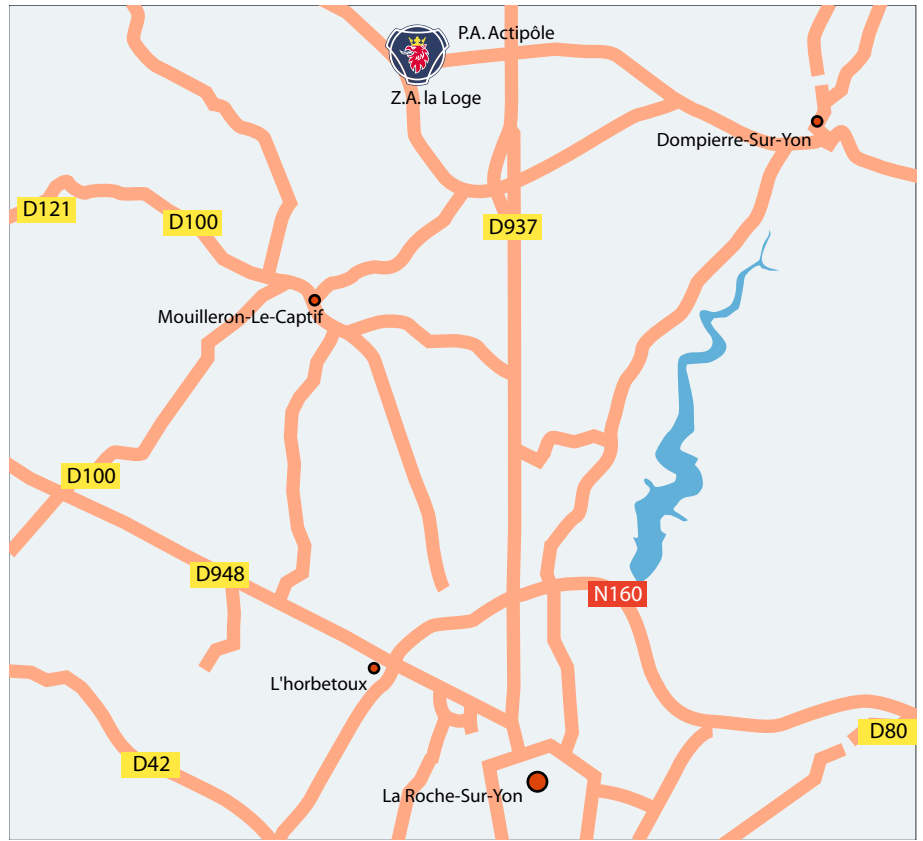 P.A. Actipôle
Z.A. la Loge
Dompierre-Sur-Yon
D121
D100
D937
Mouilleron-Le-Captif
D100
D948
N160
L'horbetoux
D80
D42
La Roche-Sur-Yon